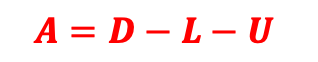 A = D − L − U